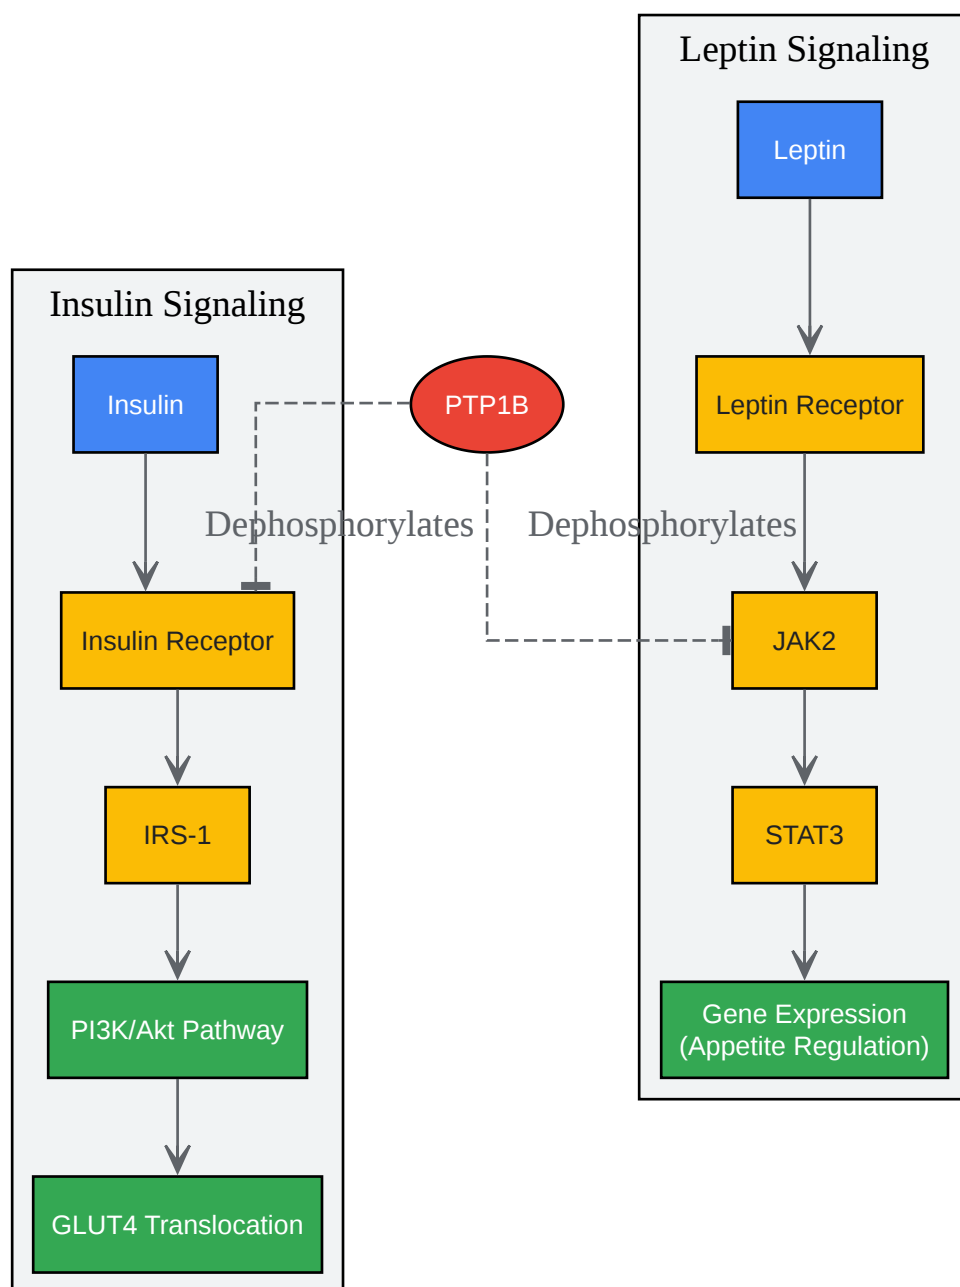 Leptin Signaling
Leptin
Insulin Signaling
Insulin
PTP1B
Leptin Receptor
Dephosphorylates
Dephosphorylates
Insulin Receptor
JAK2
IRS-1
STAT3
PI3K/Akt Pathway
Gene Expression
(Appetite Regulation)
GLUT4 Translocation